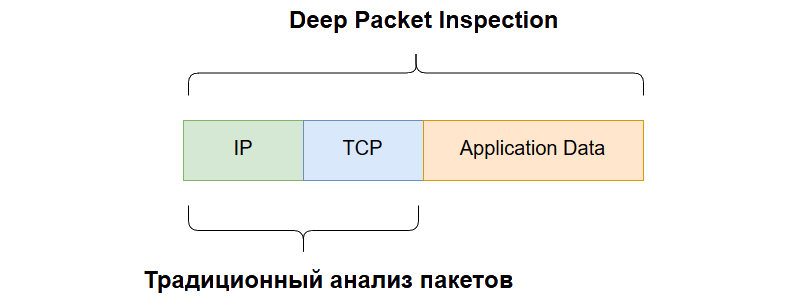 Deep Packet Inspection
IP
TCP
Application Data
Традиционный анализ пакетов